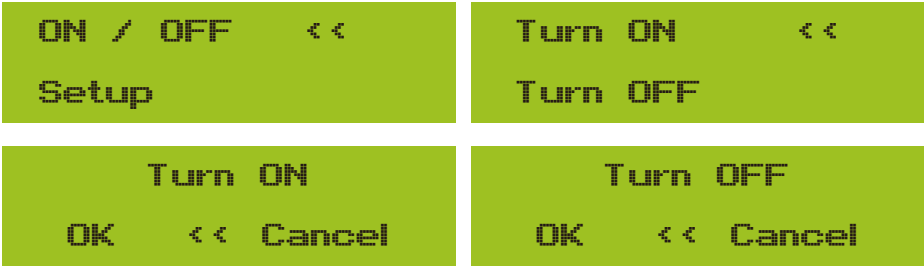 ON / OFF <<
Setup
Turn ON <<
Turn OFF
Turn ON
OK << Cancel
Turn OFF
OK << Cancel